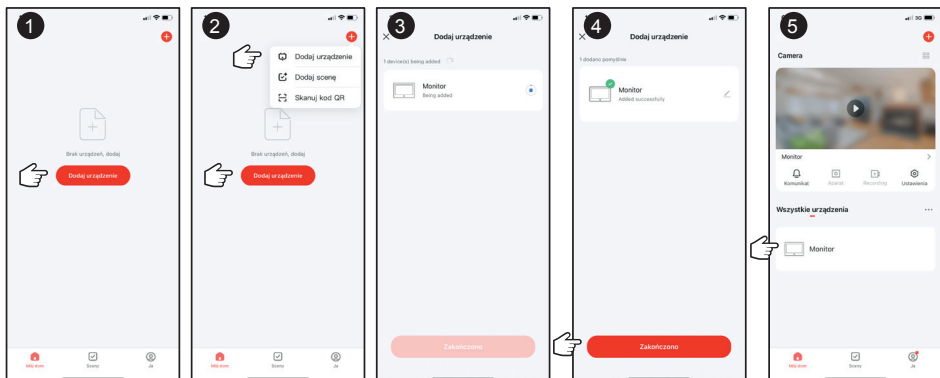 1
Brak urządzeń, dodaj
Dodaj urządzenie
Mój dom
Sceny
Ja
2
Dodaj urządzenie
Dodaj scenę
Skanuj kod QR
Brak urządzeń, dodaj
Dodaj urządzenie
Mój dom
Sceny
Ja
3
Dodaj urządzenie
1 device(s) being added
Monitor
Being added
Zakończono
4
Dodaj urządzenie
1 dodano pomyślnie
Monitor
Added successfully
Zakończono
5
3G
Camera
Monitor
Komunikat
Aparat
Recording
Ustawienia
Wszystkie urządzenia
Monitor
Mój dom
Sceny
Ja